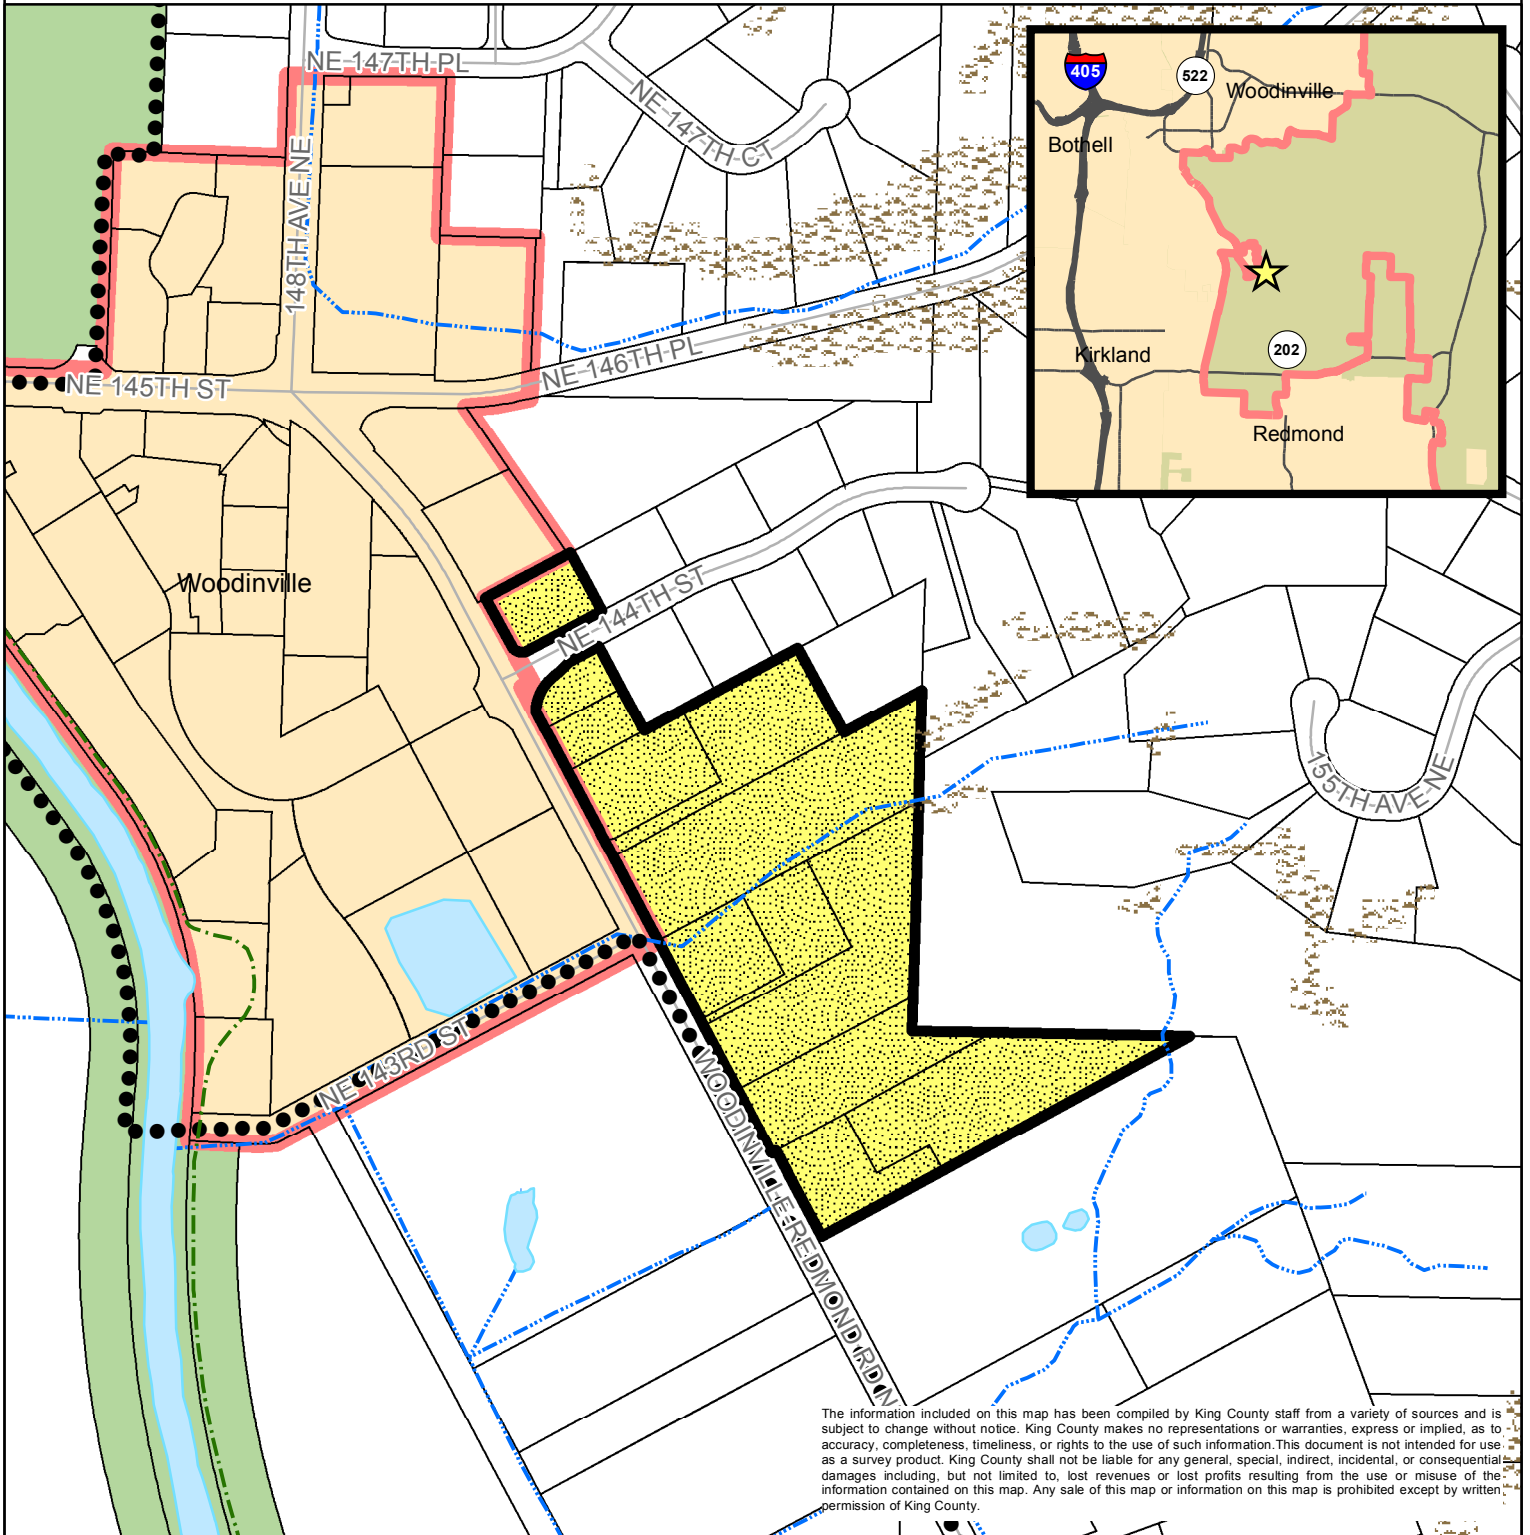 NE 147TH PL
NE 147TH CT
148TH AVE NE
NE 146TH PL
NE 145TH ST
405
522
Woodinville
Bothell
Kirkland
202
Redmond
Woodinville
NE 144TH ST
155TH AVE NE
NE 143RD ST
WOODINVILLE-REDMOND RD N
The information included on this map has been compiled by King County staff from a variety of sources and is
subject to change without notice. King County makes no representations or warranties, express or implied, as to
accuracy, completeness, timeliness, or rights to the use of such information.This document is not intended for use
as a survey product. King County shall not be liable for any general, special, indirect, incidental, or consequential
damages including, but not limited to, lost revenues or lost profits resulting from the use or misuse of the
information contained on this map. Any sale of this map or information on this map is prohibited except by written
permission of King County.